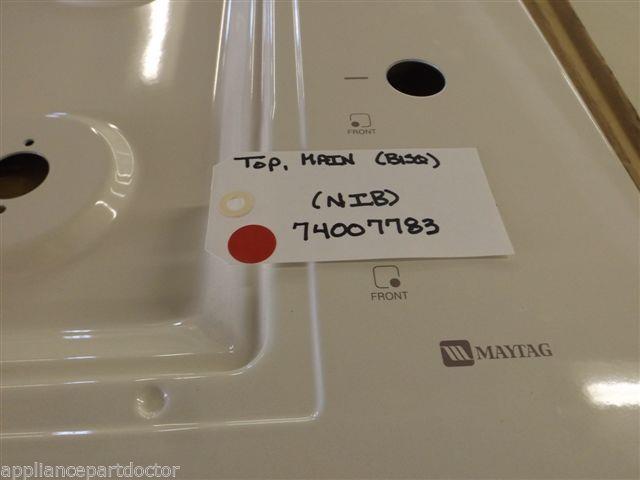 FRONT
TOP, MAIN (BISQ)
(NIB)
74007783
FRONT
MAYTAG
appliancepartdoctor